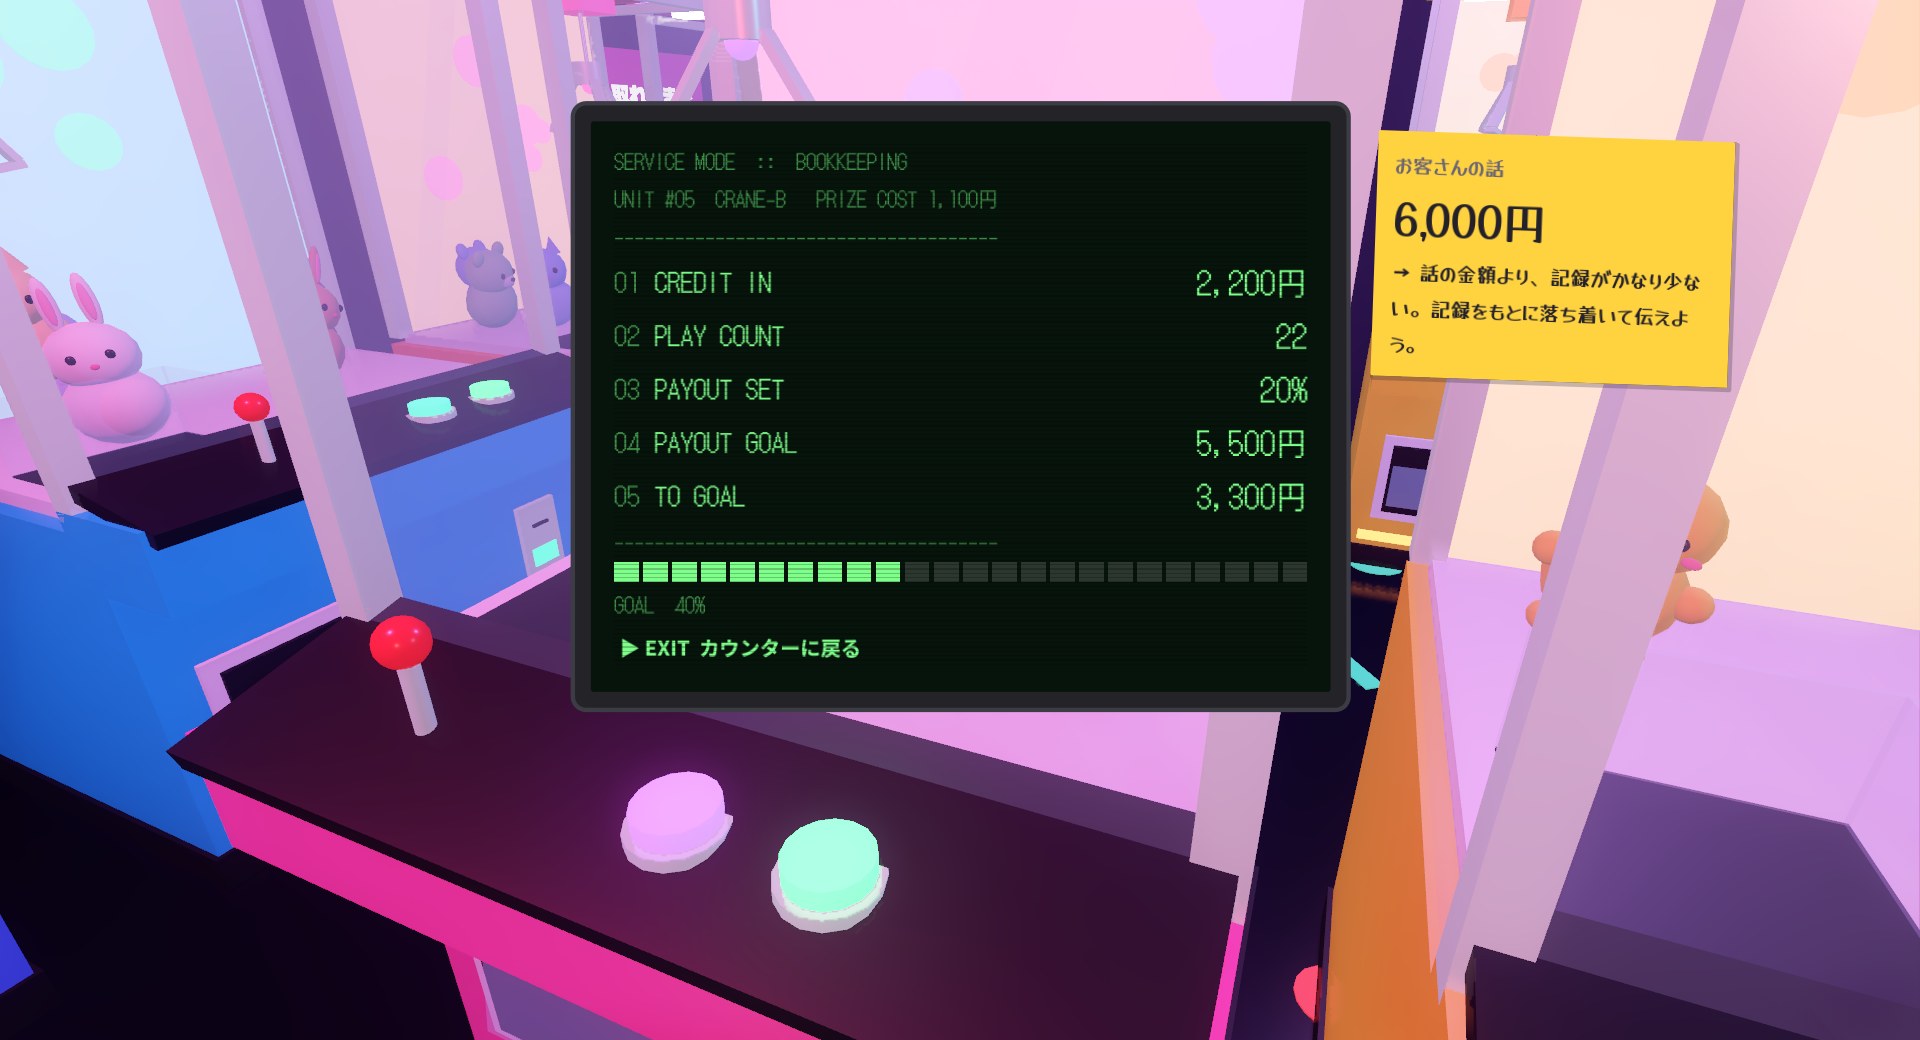 SERVICE MODE :: BOOKKEEPING
UNIT #05 CRANE-B PRIZE COST 1,100円
--------------------------------------
01 CREDIT IN 2,200円
02 PLAY COUNT 22
03 PAYOUT SET 20%
04 PAYOUT GOAL 5,500円
05 TO GOAL 3,300円
--------------------------------------
GOAL 40%
▶EXIT カウンターに戻る
お客さんの話
6,000円
→ 話の金額より、記録がかなり少な
い。記録をもとに落ち着いて伝えよ
う。